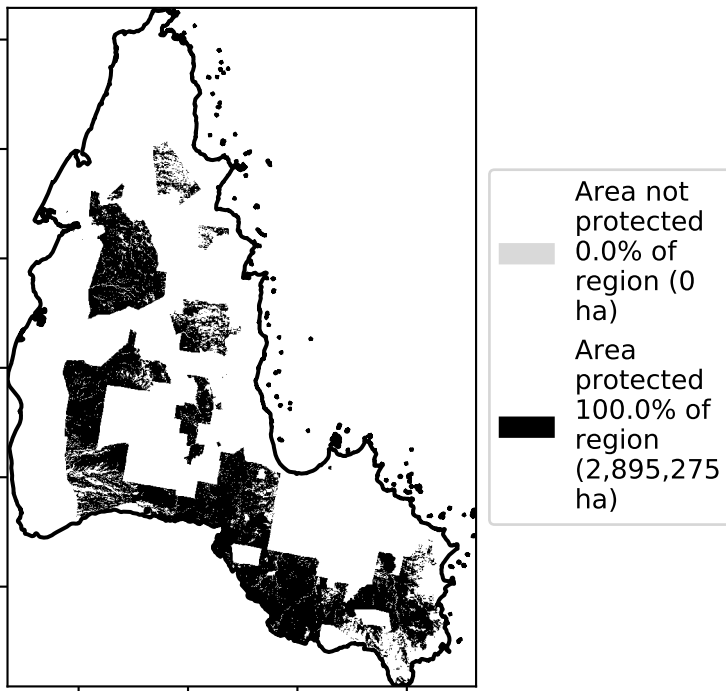 Area not
protected
0.0% of
region (0
ha)
Area
protected
100.0% of
region
(2,895,275
ha)